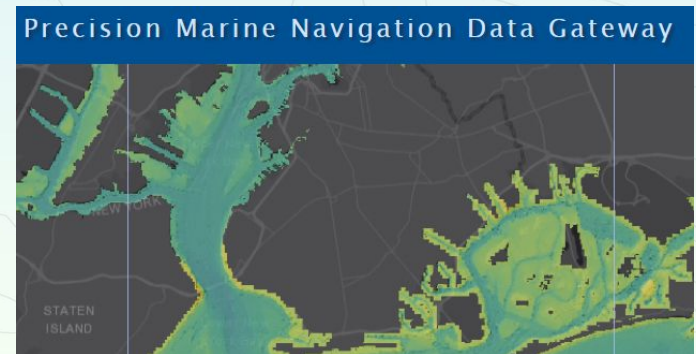 Precision Marine Navigation Data Gateway
NEW YORK
STATEN
ISLAND